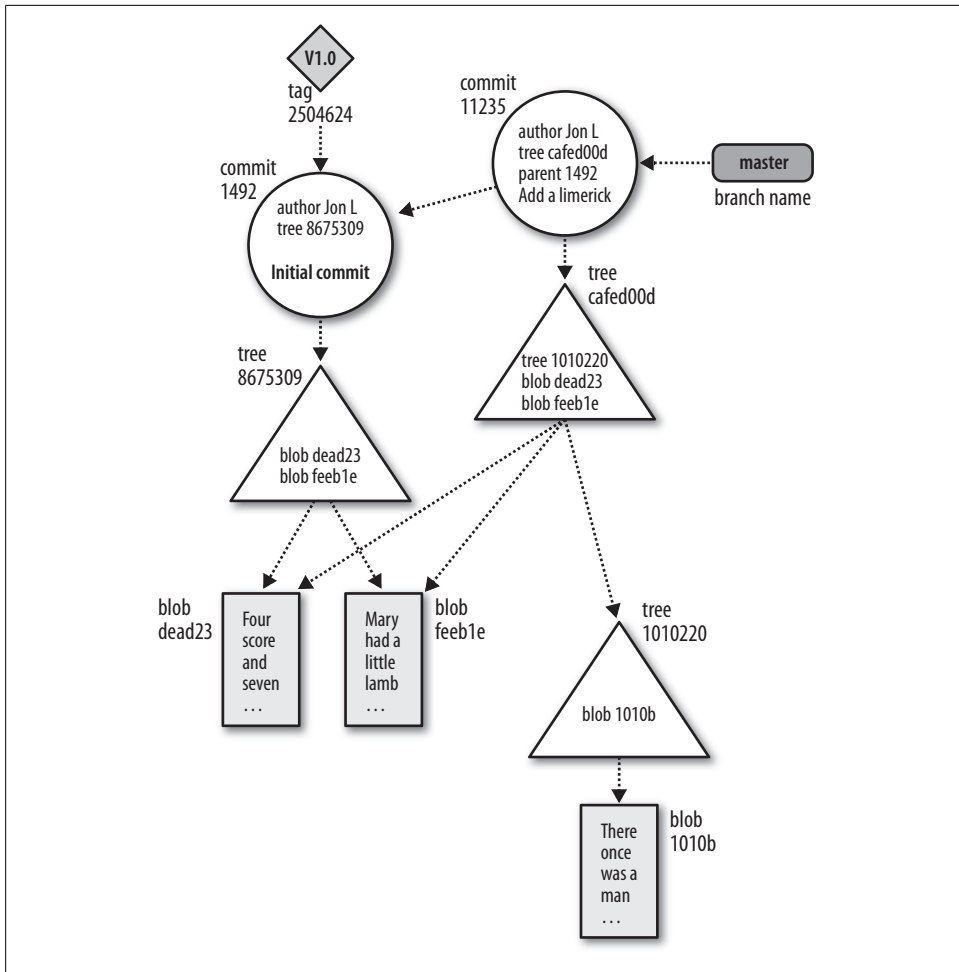 V1.0
tag
2504624
commit
11235
author Jon L
tree cafed00d
parent 1492
Add a limerick
master
branch name
commit
1492
author Jon L
tree 8675309
Initial commit
tree
cafed00d
tree 1010220
blob dead23
blob feeb1e
tree
8675309
blob dead23
blob feeb1e
blob
dead23
Four
score
and
seven
...
Mary
had a
little
lamb
...
blob
feeb1e
tree
1010220
blob 1010b
There
once
was a
man
...
blob
1010b